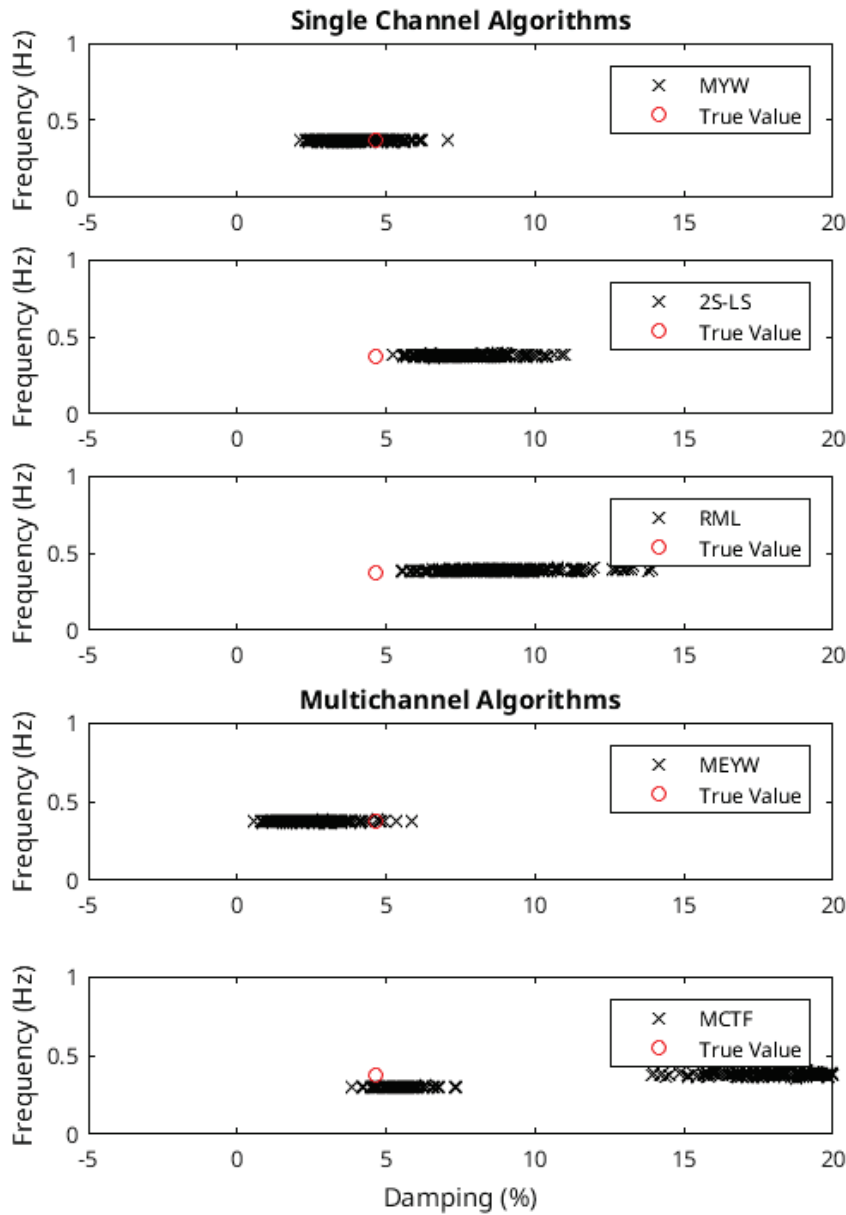 Single Channel Algorithms
1
0.5
0
Frequency (Hz)
MYW
True Value
-5 0 5 10 15 20
1
0.5
0
Frequency (Hz)
2S-LS
True Value
-5 0 5 10 15 20
1
0.5
0
Frequency (Hz)
RML
True Value
-5 0 5 10 15 20
Multichannel Algorithms
1
0.5
0
Frequency (Hz)
MEYW
True Value
-5 0 5 10 15 20
1
0.5
0
Frequency (Hz)
MCTF
True Value
-5 0 5 10 15 20
Damping (%)